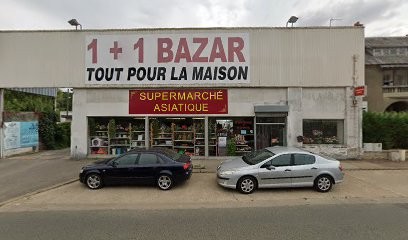 1 + 1 BAZAR
TOUT POUR LA MAISON
SUPERMARCHÉ
ASIATIQUE